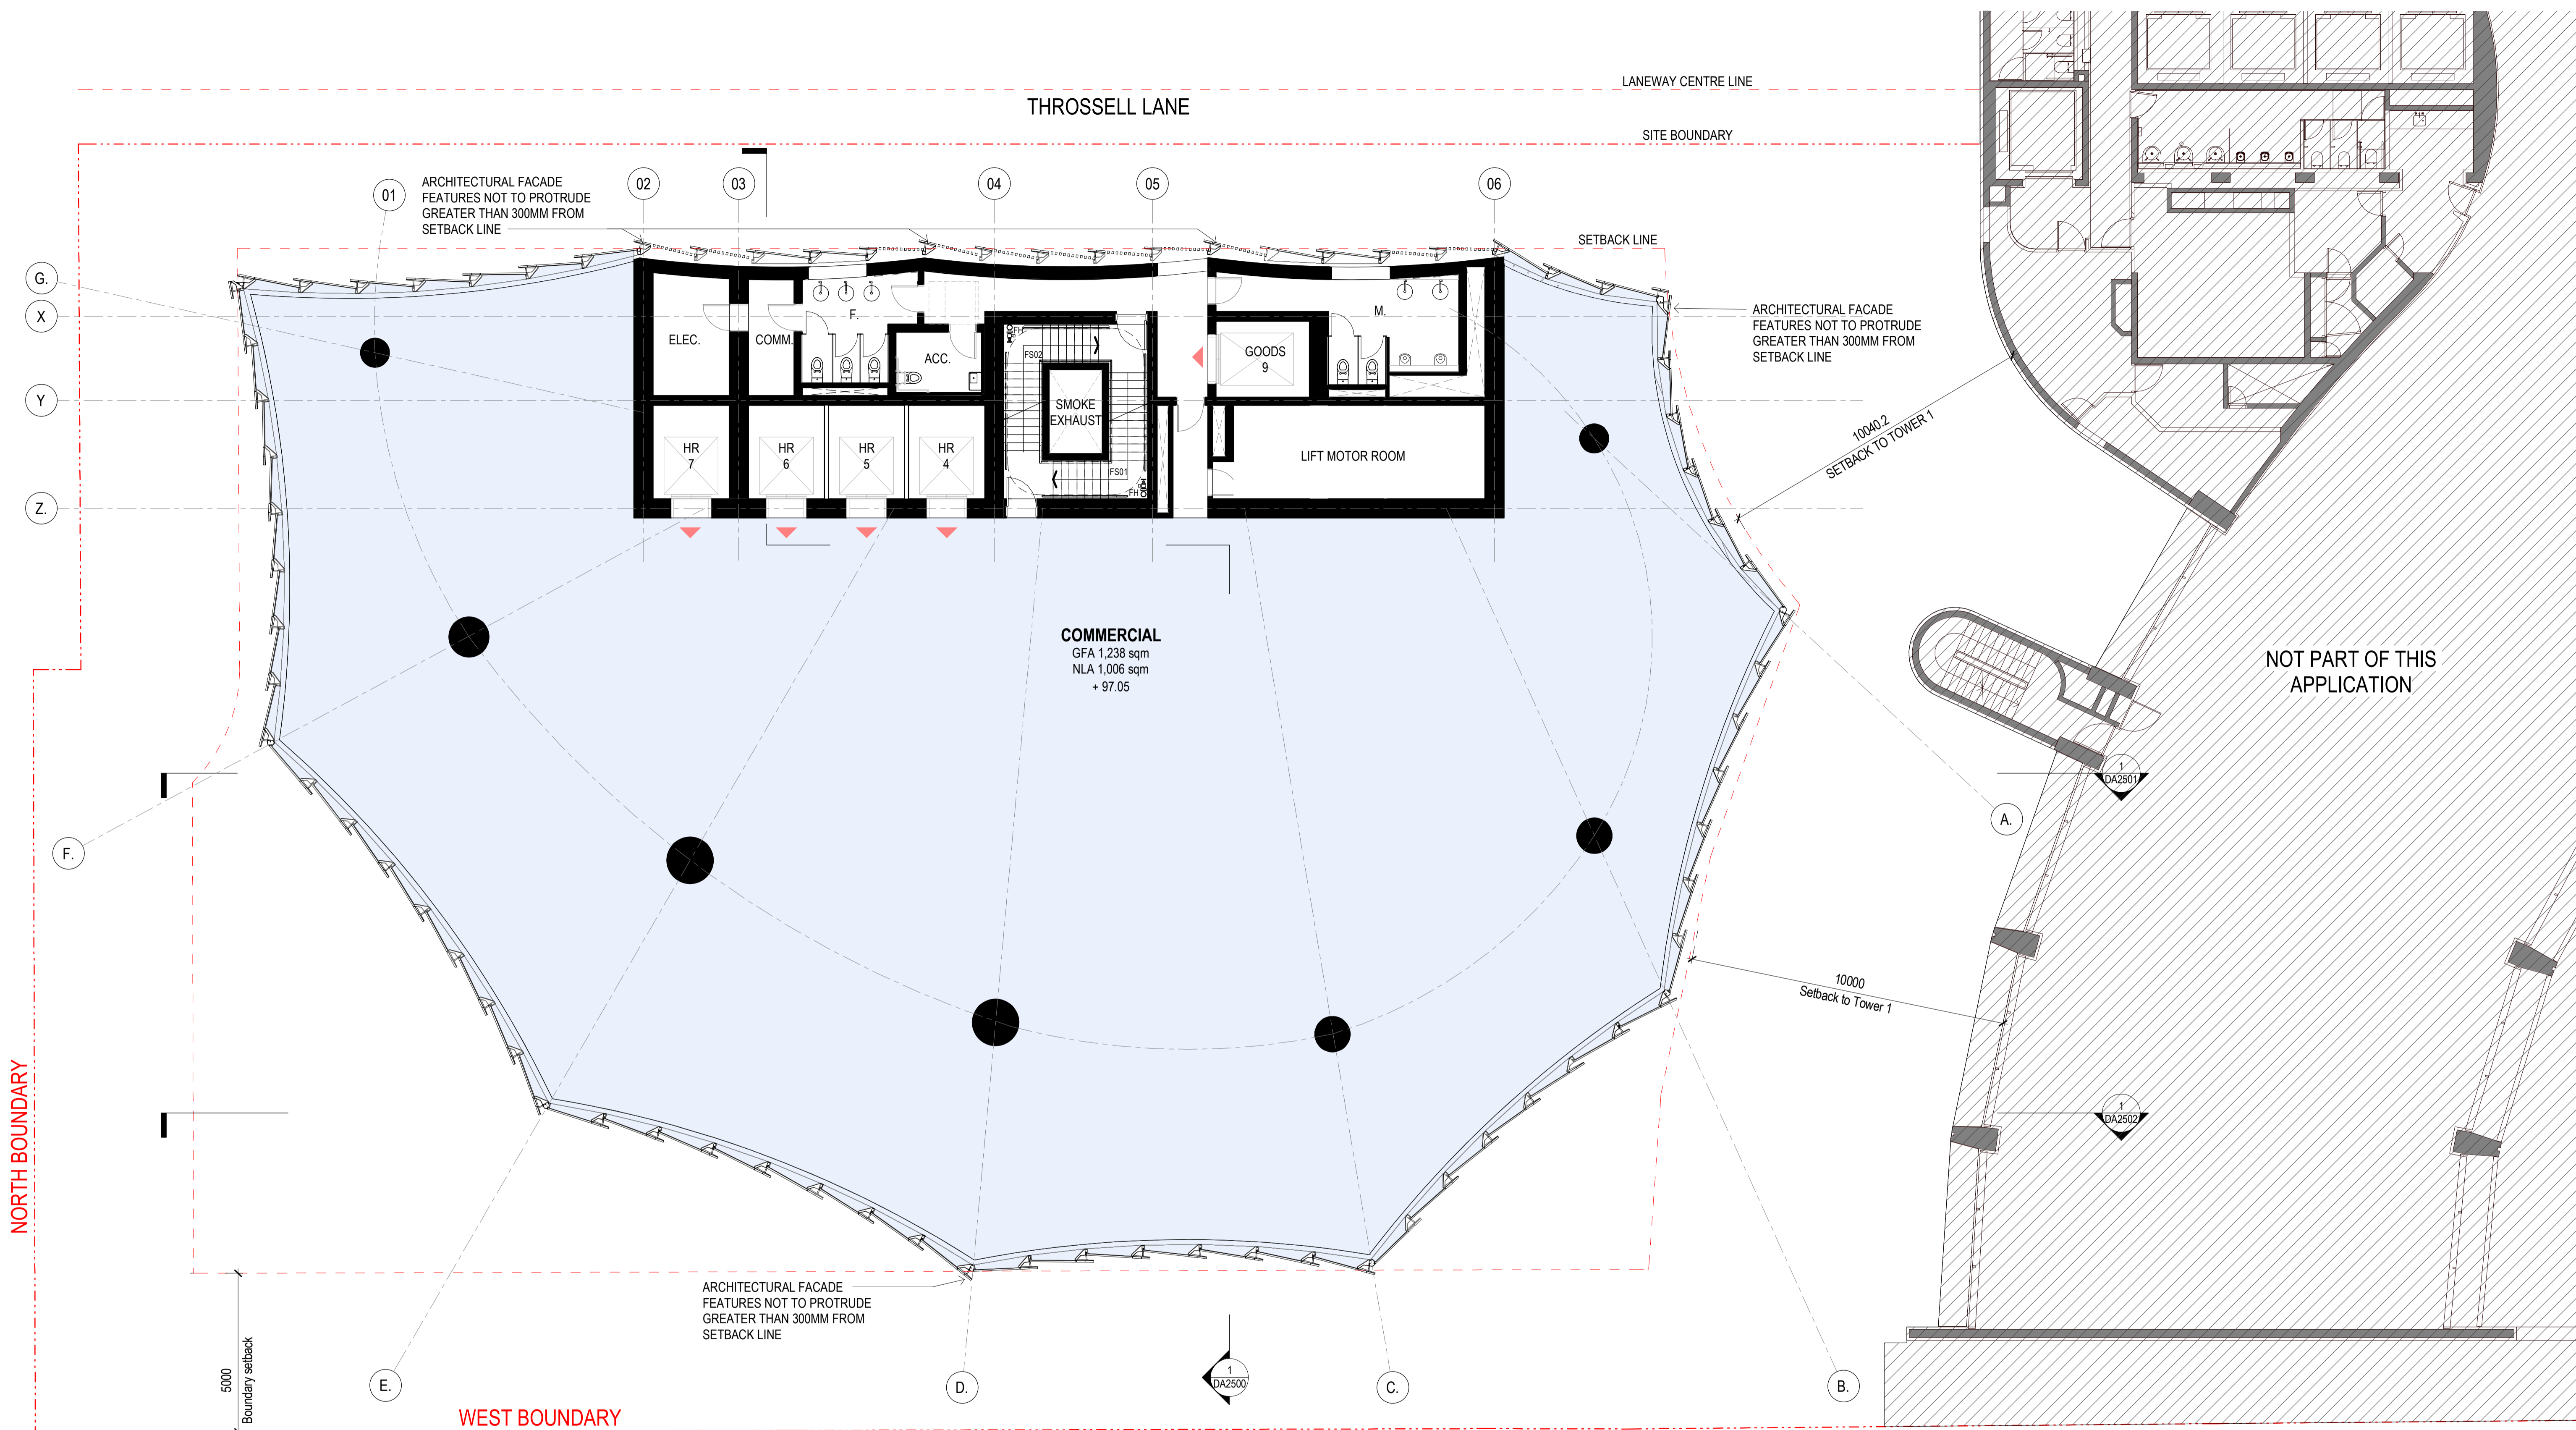 LANEWAY CENTRE LINE
THROSSELL LANE
SITE BOUNDARY
01
ARCHITECTURAL FACADE
FEATURES NOT TO PROTRUDE
GREATER THAN 300MM FROM
SETBACK LINE
02
03
04
05
06
SETBACK LINE
G.
X
Y
Z.
ARCHITECTURAL FACADE
FEATURES NOT TO PROTRUDE
GREATER THAN 300MM FROM
SETBACK LINE
ELEC.
COMM.
F.
ACC.
FH
FS02
SMOKE
EXHAUST
FS01
FH
GOODS
9
M.
HR
7
HR
6
HR
5
HR
4
LIFT MOTOR ROOM
10040.2
SETBACK TO TOWER 1
COMMERCIAL
GFA 1,238 sqm
NLA 1,006 sqm
+ 97.05
NOT PART OF THIS
APPLICATION
1
DA2501
A.
F.
10000
Setback to Tower 1
1
DA2502
NORTH BOUNDARY
ARCHITECTURAL FACADE
FEATURES NOT TO PROTRUDE
GREATER THAN 300MM FROM
SETBACK LINE
5000
Boundary setback
E.
D.
1
DA2500
C.
B.
WEST BOUNDARY